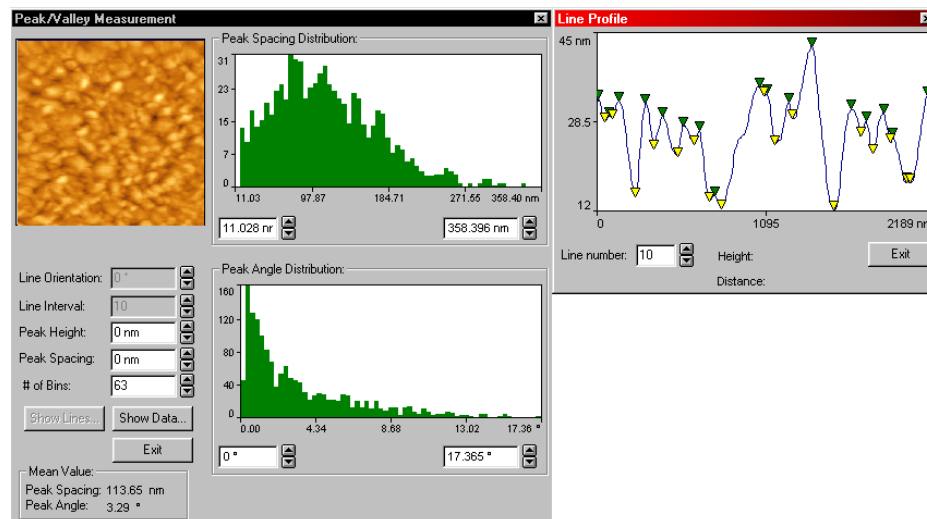 Peak/Valley Measurement
Peak Spacing Distribution:
31
23
15
7
0
11.03 97.87 184.71 271.55 358.40 nm
11.028 nr 358.396 nm
Line Orientation: 0 °
Line Interval: 10
Peak Height: 0 nm
Peak Spacing: 0 nm
# of Bins: 63
Show Lines... Show Data...
Exit
Mean Value:
Peak Spacing: 113.65 nm
Peak Angle: 3.29 °
Peak Angle Distribution:
160
120
80
40
0
0.00 4.34 8.68 13.02 17.36 °
0 ° 17.365 °
Line Profile
45 nm
28.5
12
0 1095 2189 nm
Line number: 10 Height: Exit
Distance: